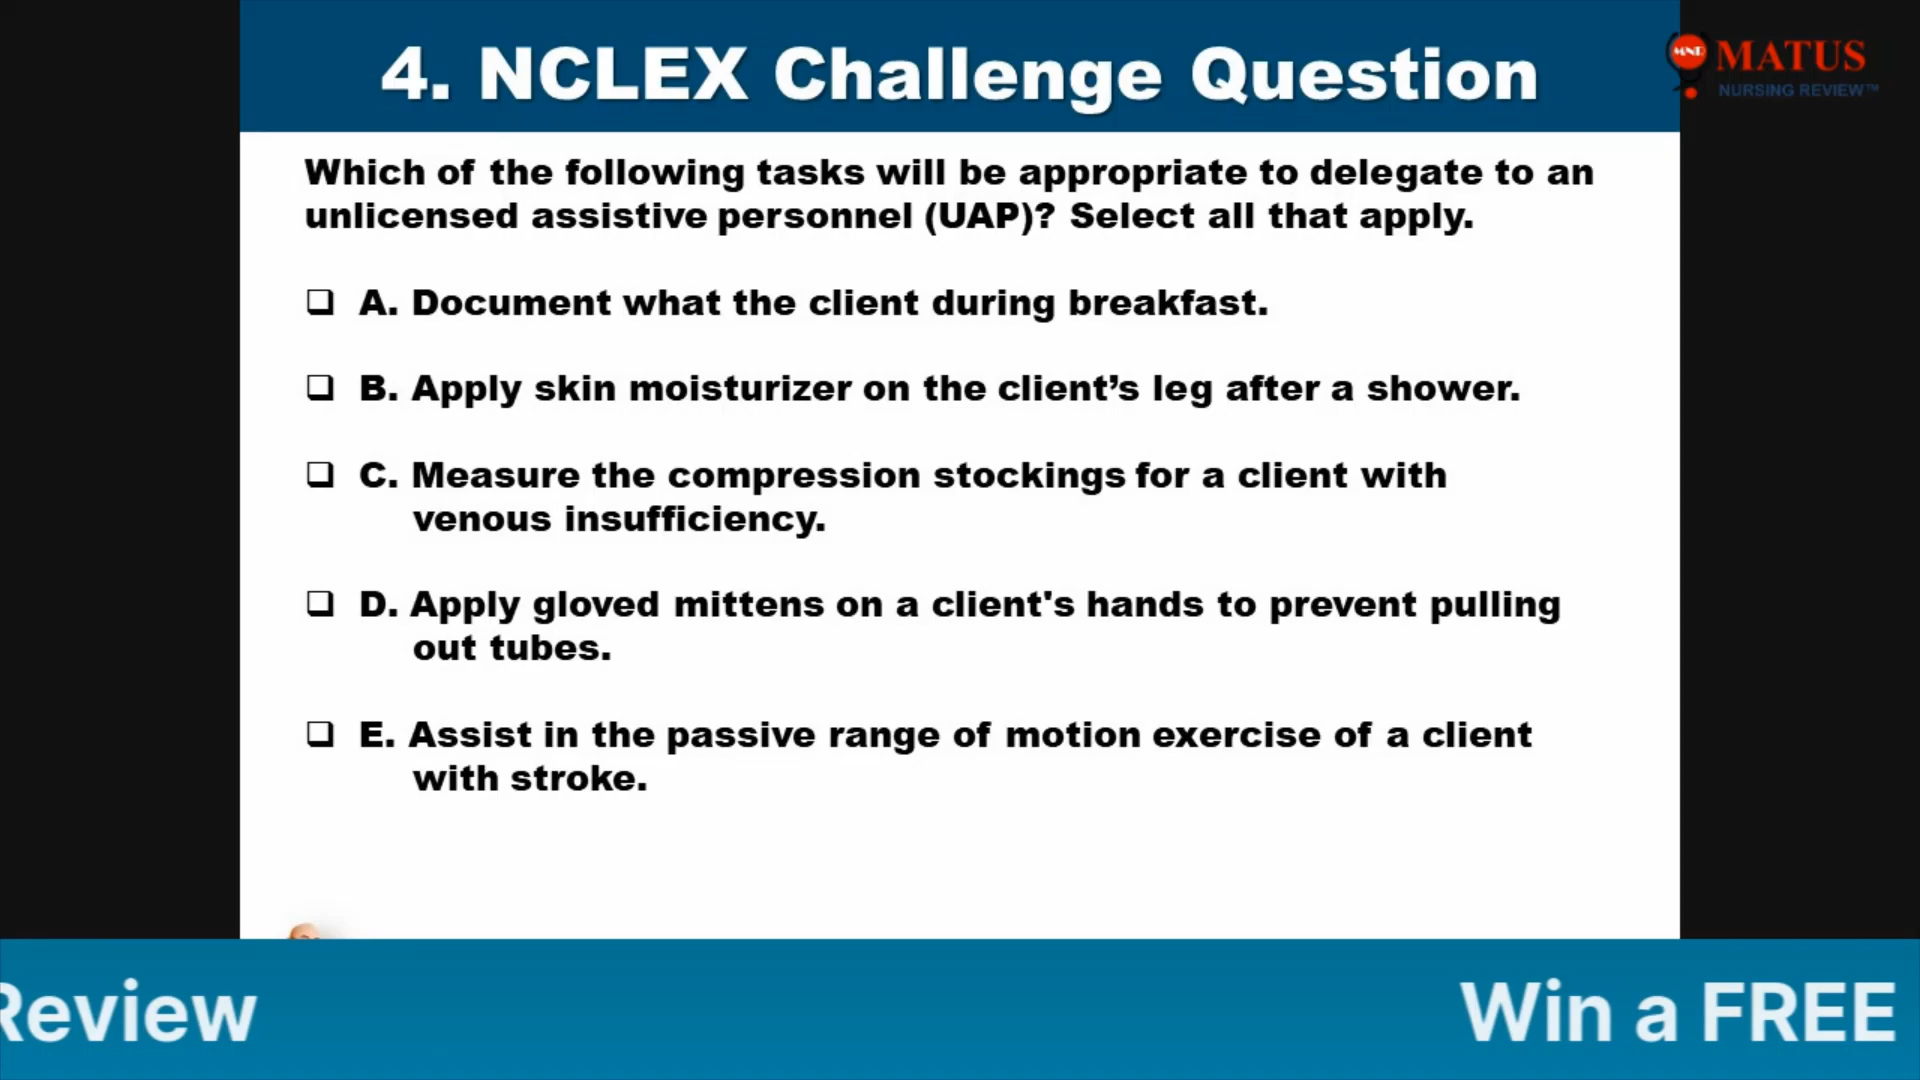 4. NCLEX Challenge Question
MNR
MATUS
NURSING REVIEW™
Which of the following tasks will be appropriate to delegate to an
unlicensed assistive personnel (UAP)? Select all that apply.
A. Document what the client during breakfast.
B. Apply skin moisturizer on the client’s leg after a shower.
C. Measure the compression stockings for a client with
venous insufficiency.
D. Apply gloved mittens on a client's hands to prevent pulling
out tubes.
E. Assist in the passive range of motion exercise of a client
with stroke.
Review
Win a FREE